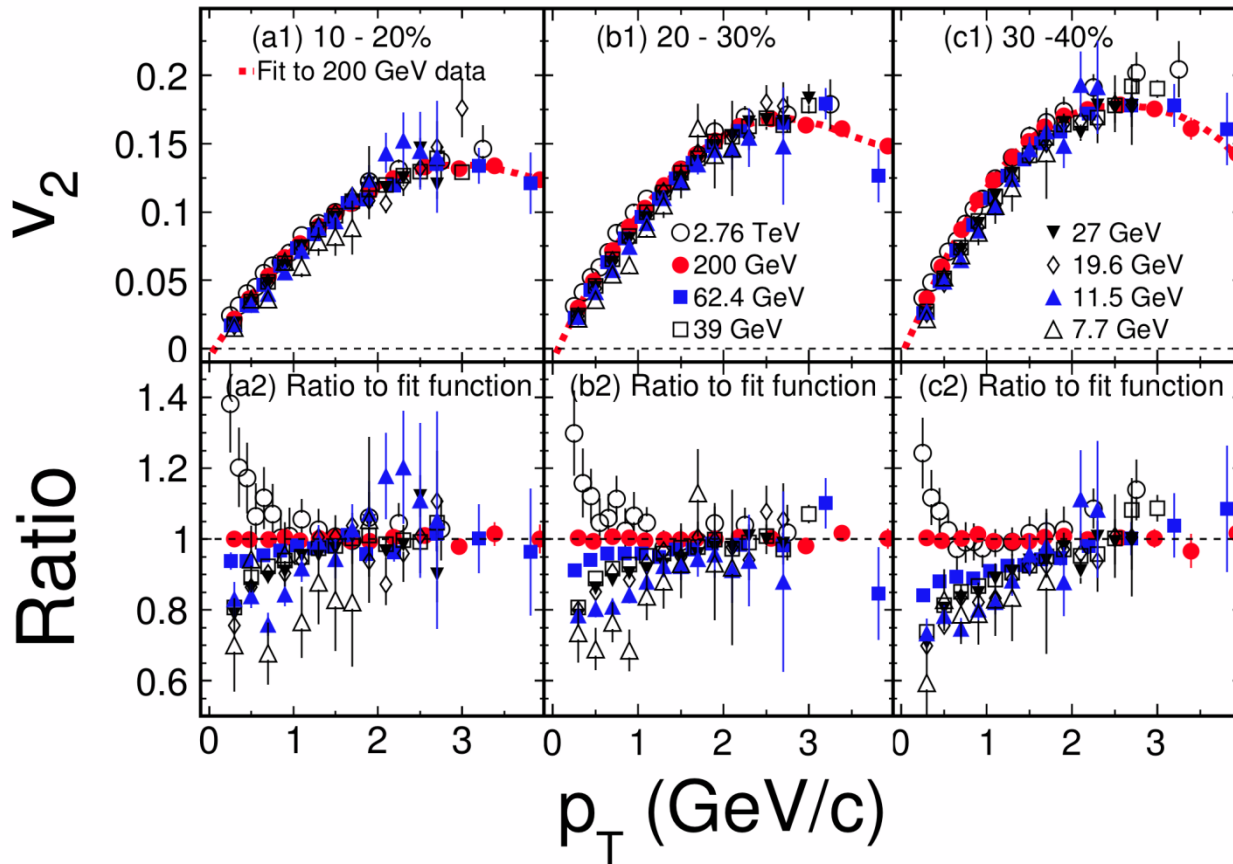 (a1) 10 - 20%
Fit to 200 GeV data
(b1) 20 - 30%
(c1) 30 -40%
v2
0.2
0.15
0.1
0.05
0
2.76 TeV
200 GeV
62.4 GeV
39 GeV
27 GeV
19.6 GeV
11.5 GeV
7.7 GeV
(a2) Ratio to fit function
(b2) Ratio to fit function
(c2) Ratio to fit function
Ratio
1.4
1.2
1
0.8
0.6
0 1 2 3 0 1 2 3 0 1 2 3
pT (GeV/c)